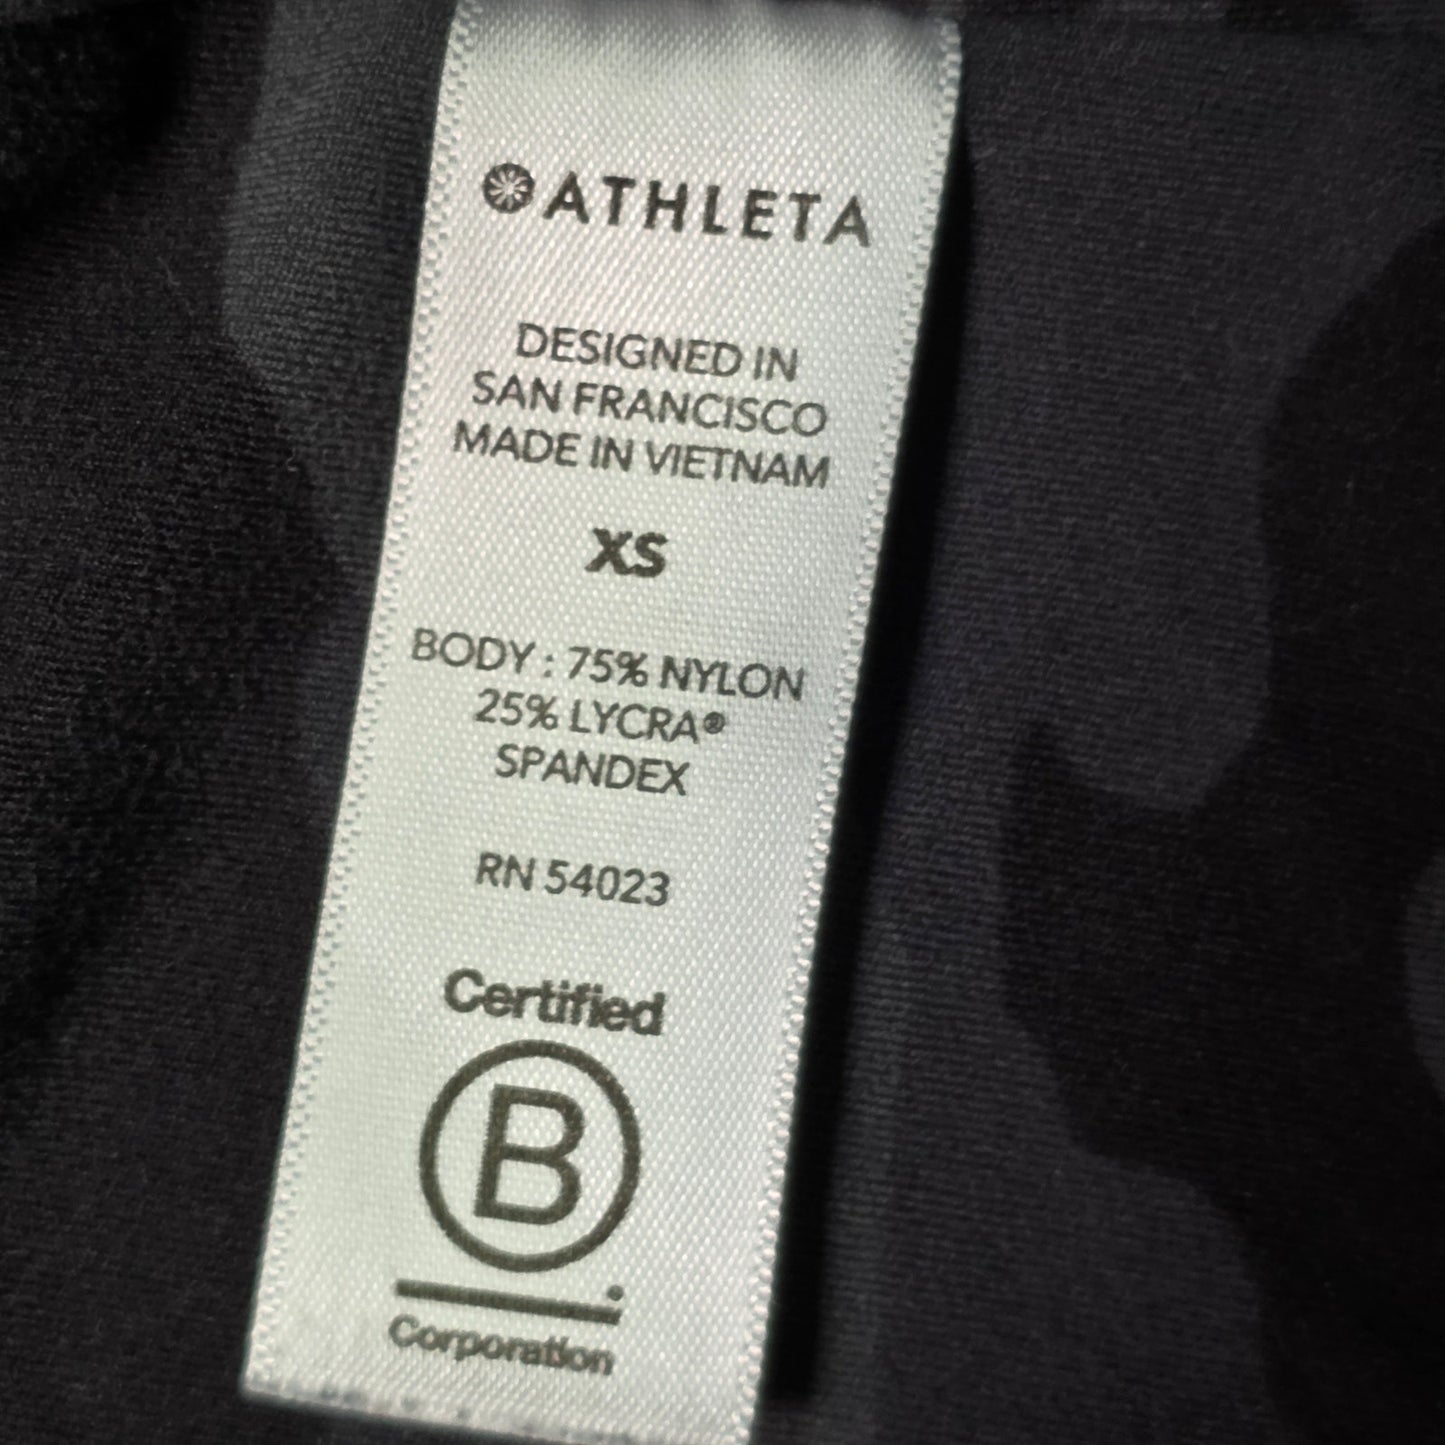 ATHLETA
DESIGNED IN
SAN FRANCISCO
MADE IN VIETNAM
XS
BODY : 75% NYLON
25% LYCRA®
SPANDEX
RN 54023
Certified
B
Corporation